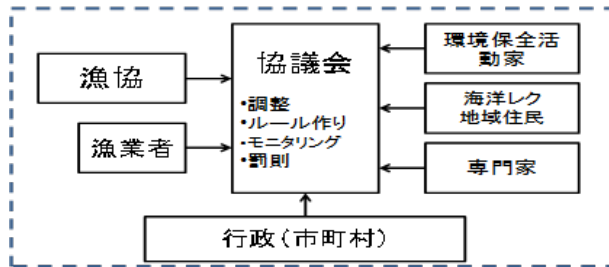 漁協
漁業者
協議会
・調整
・ルール作り
・モニタリング
・罰則
環境保全活
動家
海洋レク
地域住民
専門家
行政(市町村)